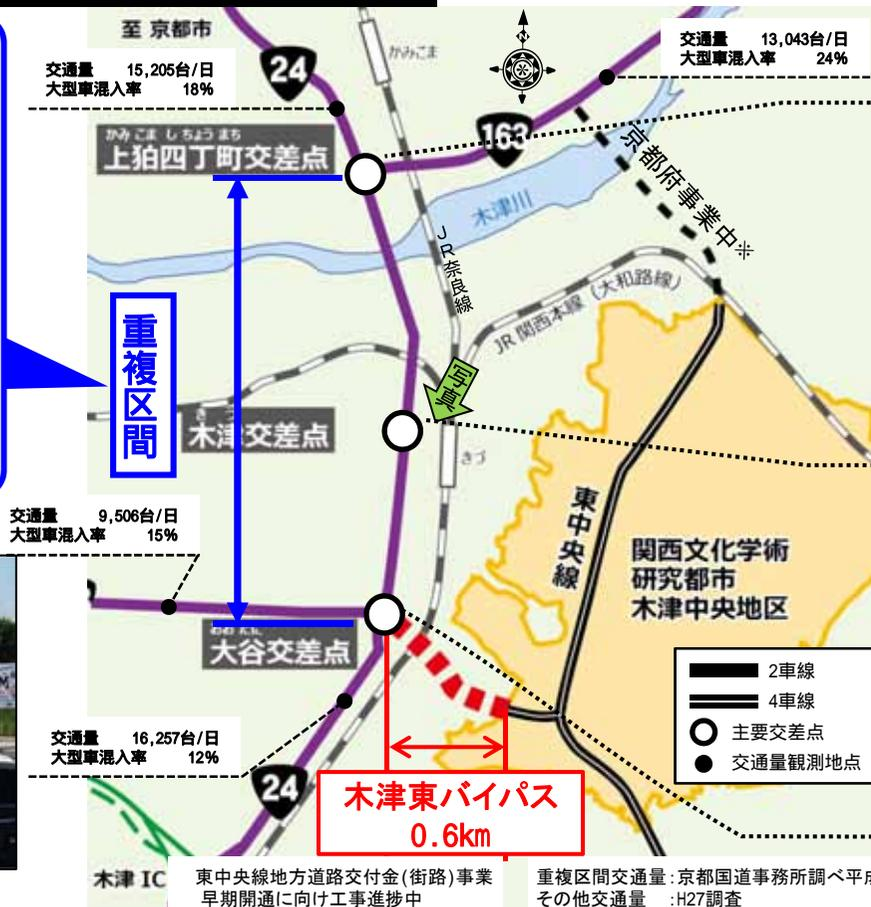 至 京都市
かみこま
24
163
交通量 15,205台/日
大型車混入率 18%
交通量 13,043台/日
大型車混入率 24%
かみこましちょうまち
上狛四丁町交差点
京都府事業中※
木津川
JR奈良線
JR関西本線(大和路線)
重複区間
写真
きづ
木津交差点
きづ
交通量 9,506台/日
大型車混入率 15%
東中央線
関西文化学術
研究都市
木津中央地区
大谷交差点
2車線
4車線
主要交差点
交通量観測地点
交通量 16,257台/日
大型車混入率 12%
24
木津東バイパス
0.6km
木津 IC
東中央線地方道路交付金(街路)事業
早期開通に向け工事進捗中
重複区間交通量:京都国道事務所調べ平成
その他交通量 :H27調査